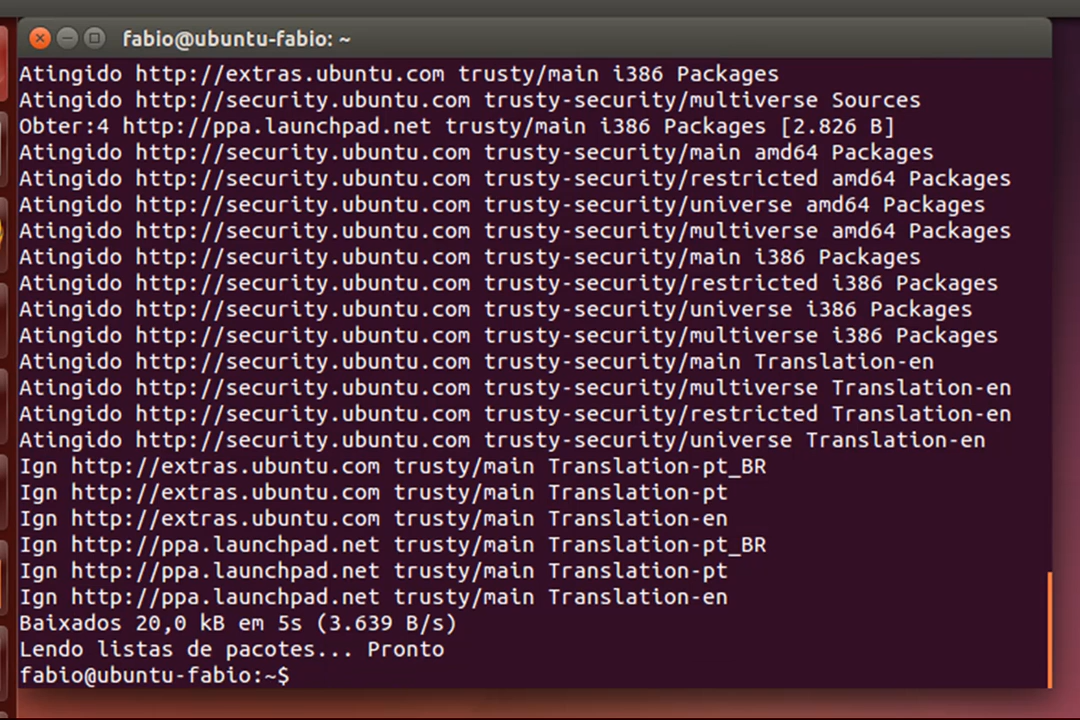 fabio@ubuntu-fabio: ~
Atingido http://extras.ubuntu.com trusty/main i386 Packages
Atingido http://security.ubuntu.com trusty-security/multiverse Sources
Obter:4 http://ppa.launchpad.net trusty/main i386 Packages [2.826 B]
Atingido http://security.ubuntu.com trusty-security/main amd64 Packages
Atingido http://security.ubuntu.com trusty-security/restricted amd64 Packages
Atingido http://security.ubuntu.com trusty-security/universe amd64 Packages
Atingido http://security.ubuntu.com trusty-security/multiverse amd64 Packages
Atingido http://security.ubuntu.com trusty-security/main i386 Packages
Atingido http://security.ubuntu.com trusty-security/restricted i386 Packages
Atingido http://security.ubuntu.com trusty-security/universe i386 Packages
Atingido http://security.ubuntu.com trusty-security/multiverse i386 Packages
Atingido http://security.ubuntu.com trusty-security/main Translation-en
Atingido http://security.ubuntu.com trusty-security/multiverse Translation-en
Atingido http://security.ubuntu.com trusty-security/restricted Translation-en
Atingido http://security.ubuntu.com trusty-security/universe Translation-en
Ign http://extras.ubuntu.com trusty/main Translation-pt_BR
Ign http://extras.ubuntu.com trusty/main Translation-pt
Ign http://extras.ubuntu.com trusty/main Translation-en
Ign http://ppa.launchpad.net trusty/main Translation-pt_BR
Ign http://ppa.launchpad.net trusty/main Translation-pt
Ign http://ppa.launchpad.net trusty/main Translation-en
Baixados 20,0 kB em 5s (3.639 B/s)
Lendo listas de pacotes... Pronto
fabio@ubuntu-fabio:~$